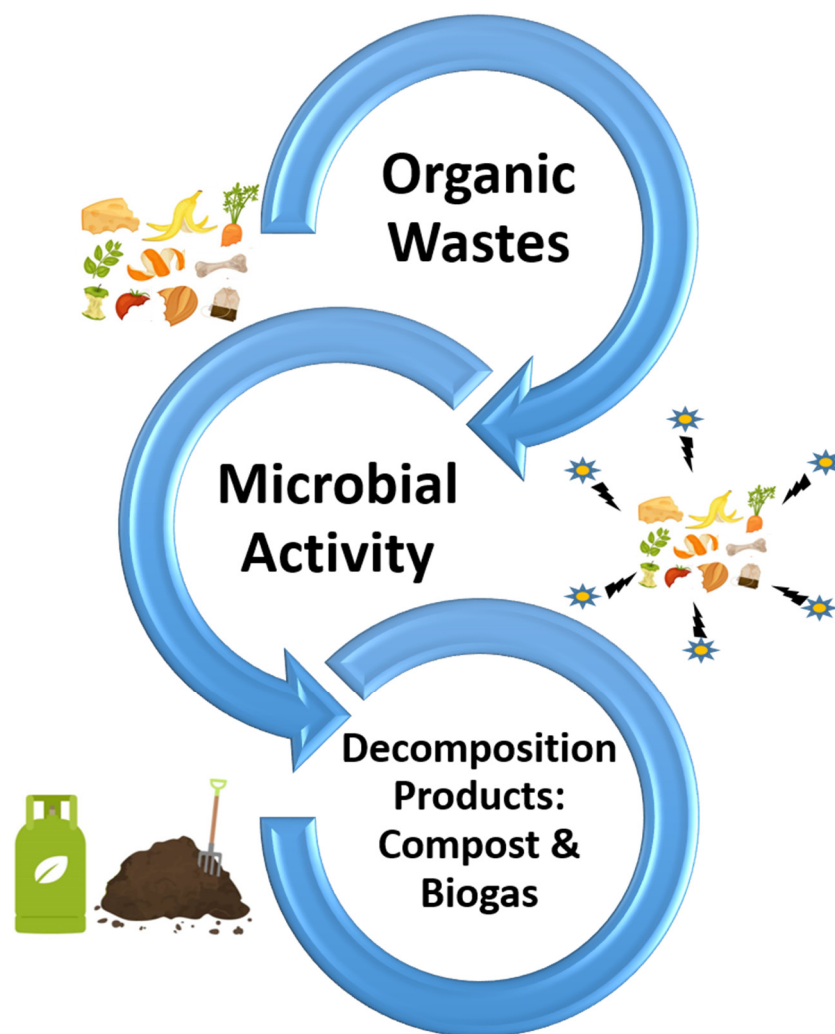 Organic
Wastes
Microbial
Activity
Decomposition
Products:
Compost &
Biogas